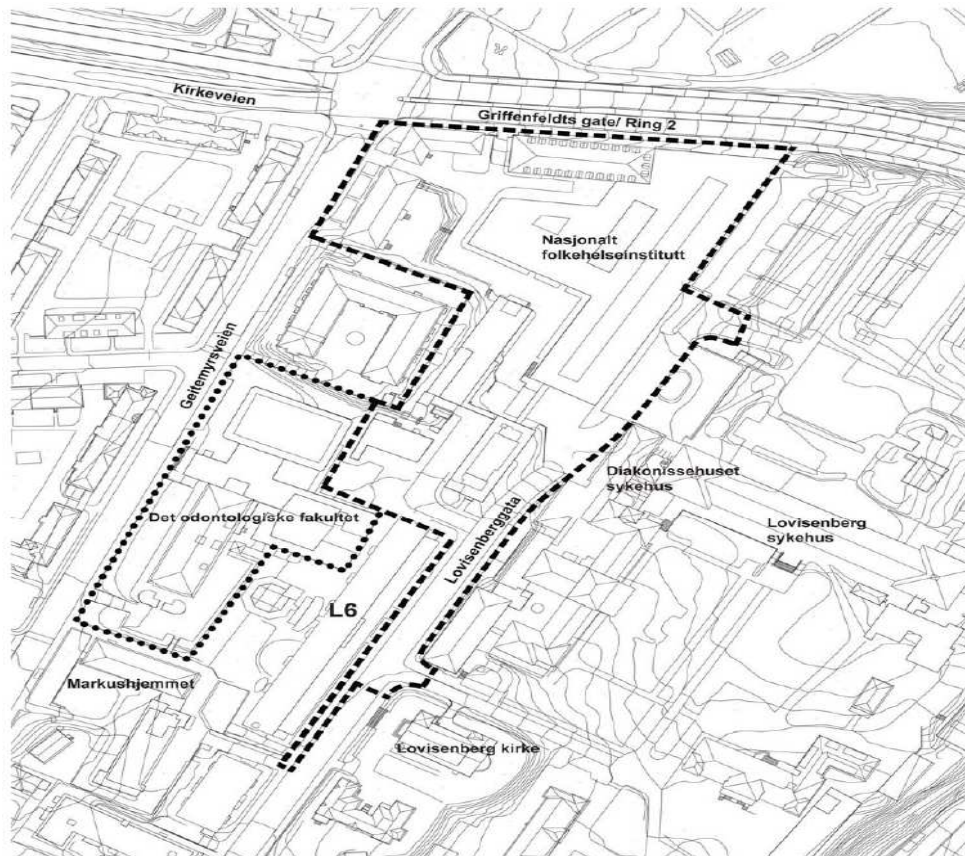 Kirkeveien
Griffenfeldts gate/ Ring 2
Nasjonalt
folkehelseinstitutt
Geitemyrsveien
Diakonissehuset
sykehus
Lovisenberg
sykehus
Det odontologiske fakultet
Lovisenberggata
L6
Markushjemmet
Lovisenberg kirke